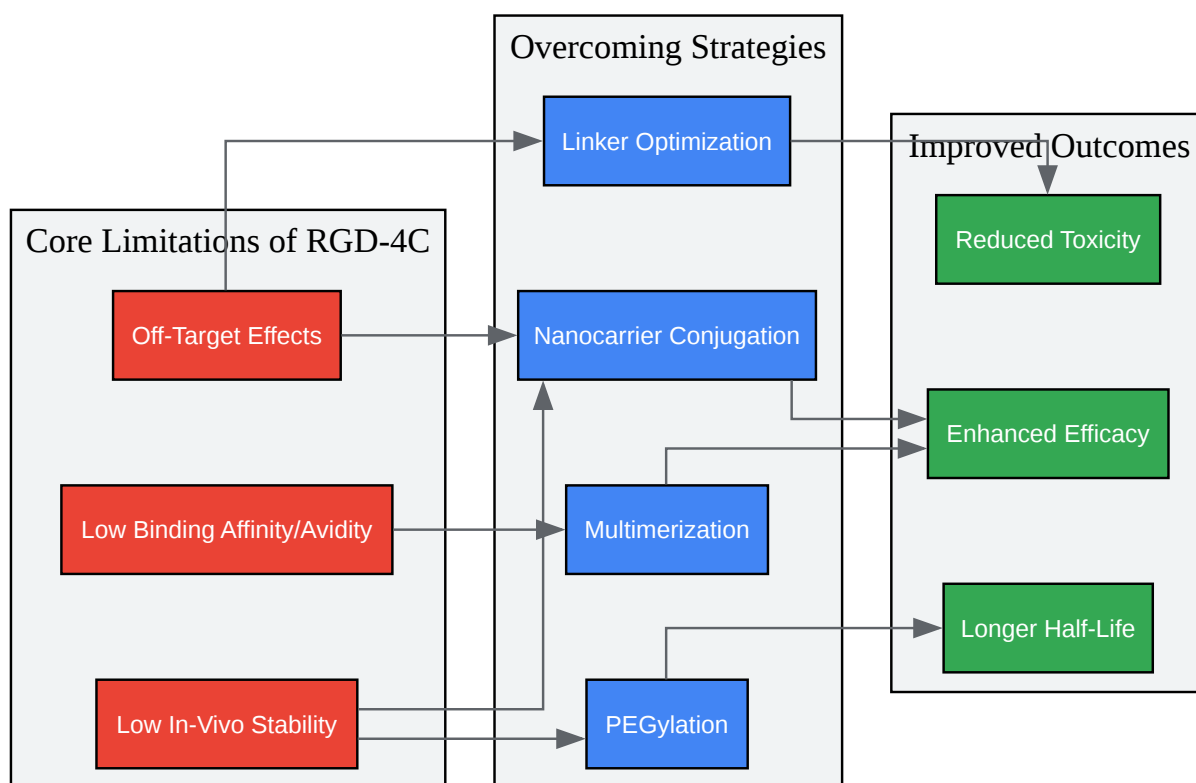 Core Limitations of RGD-4C
Off-Target Effects
Low Binding Affinity/Avidity
Low In-Vivo Stability
Overcoming Strategies
Linker Optimization
Nanocarrier Conjugation
Multimerization
PEGylation
Improved Outcomes
Reduced Toxicity
Enhanced Efficacy
Longer Half-Life